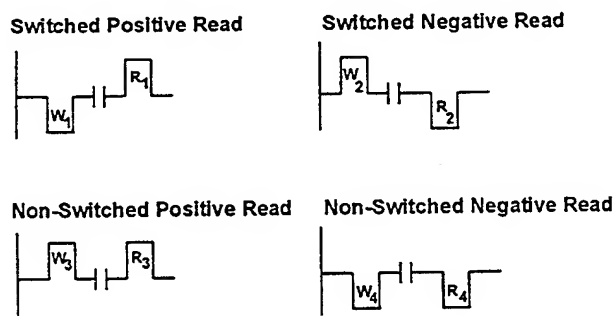 Switched Positive Read
W1
R1
Switched Negative Read
W2
R2
Non-Switched Positive Read
W3
R3
Non-Switched Negative Read
W4
R4